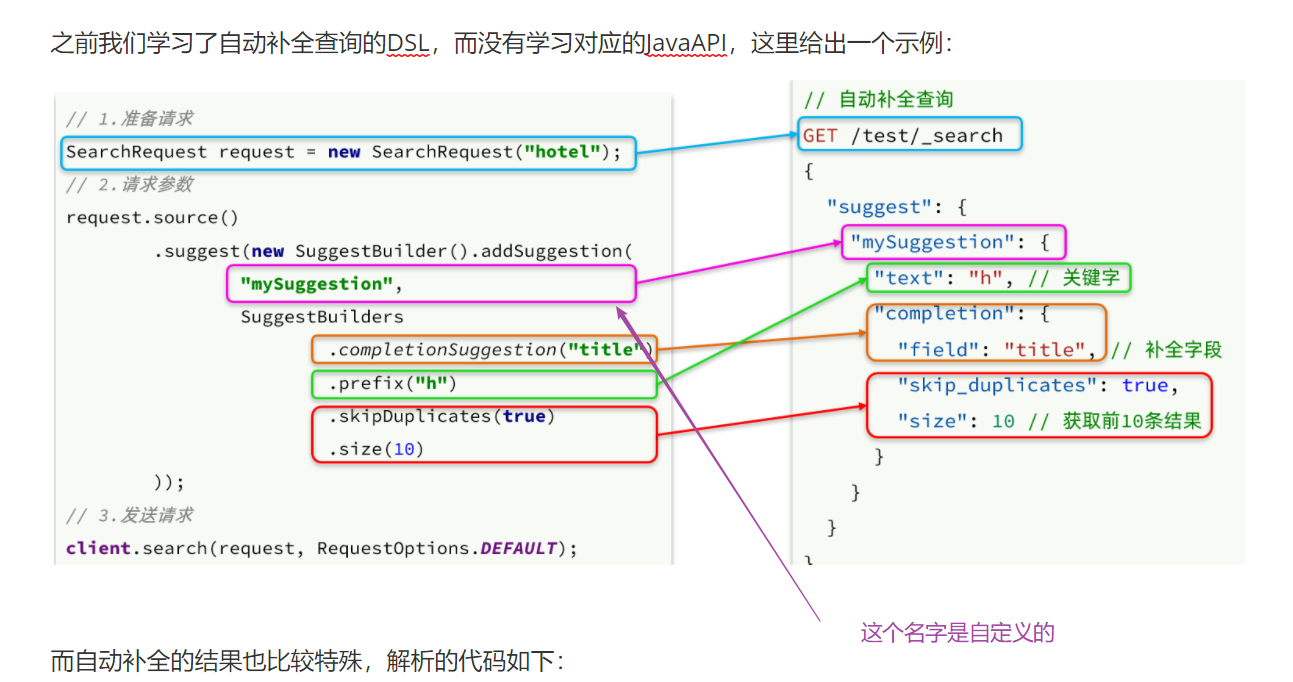 之前我们学习了自动补全查询的DSL，而没有学习对应的JavaAPI，这里给出一个示例：
// 1.准备请求
SearchRequest request = new SearchRequest("hotel");
// 2.请求参数
request.source()
.suggest(new SuggestBuilder().addSuggestion(
"mySuggestion",
SuggestBuilders
.completionSuggestion("title")
.prefix("h")
.skipDuplicates(true)
.size(10)
));
// 3.发送请求
client.search(request, RequestOptions.DEFAULT);
// 自动补全查询
GET /test/_search
{
"suggest": {
"mySuggestion": {
"text": "h", // 关键字
"completion": {
"field": "title", // 补全字段
"skip_duplicates": true,
"size": 10 // 获取前10条结果
}
}
}
}
这个名字是自定义的
而自动补全的结果也比较特殊，解析的代码如下：